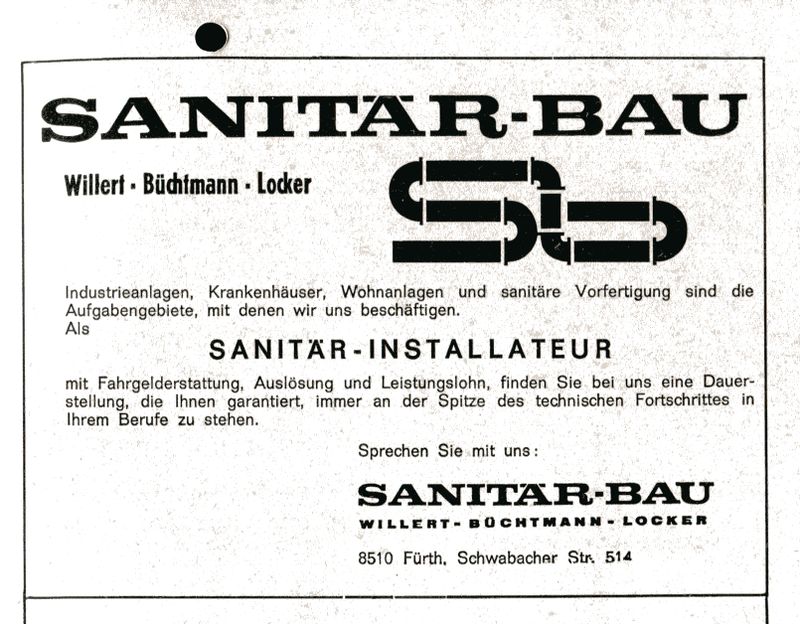 SANITÄR-BAU
Willert · Büchtmann · Locker
Sb
Industrieanlagen, Krankenhäuser, Wohnanlagen und sanitäre Vorfertigung sind die
Aufgabengebiete, mit denen wir uns beschäftigen.
Als
SANITÄR-INSTALLATEUR
mit Fahrgelderstattung, Auslösung und Leistungslohn, finden Sie bei uns eine Dauer-
stellung, die Ihnen garantiert, immer an der Spitze des technischen Fortschrittes in
Ihrem Berufe zu stehen.
Sprechen Sie mit uns:
SANITÄR-BAU
WILLERT-BÜCHTMANN-LOCKER
8510 Fürth, Schwabacher Str. 514